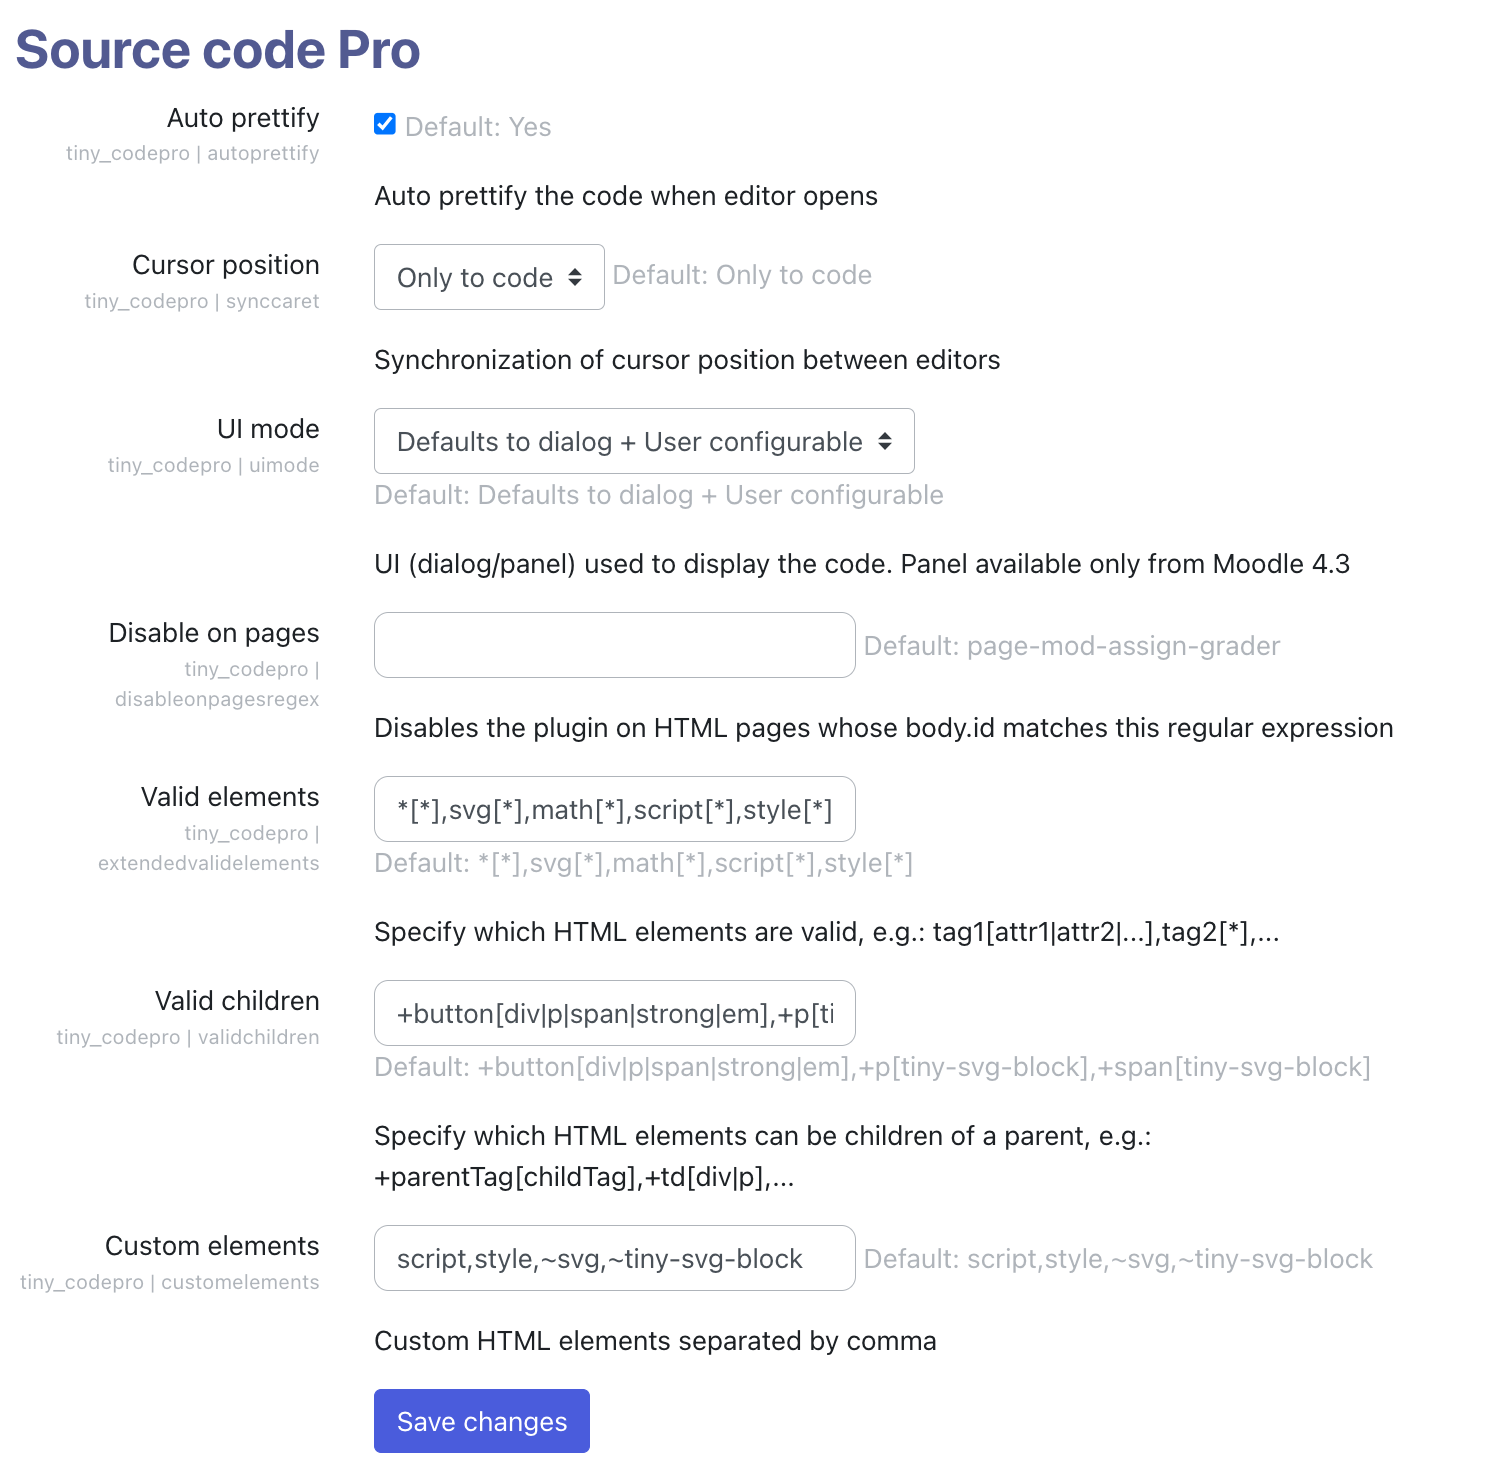 Source code Pro
Auto prettify
tiny_codepro | autoprettify
Default: Yes
Auto prettify the code when editor opens
Cursor position
tiny_codepro | synccaret
Only to code
Default: Only to code
Synchronization of cursor position between editors
UI mode
tiny_codepro | uimode
Defaults to dialog + User configurable
Default: Defaults to dialog + User configurable
UI (dialog/panel) used to display the code. Panel available only from Moodle 4.3
Disable on pages
tiny_codepro |
disableonpagesregex
Default: page-mod-assign-grader
Disables the plugin on HTML pages whose body.id matches this regular expression
Valid elements
tiny_codepro |
extendedvalidelements
*[*],svg[*],math[*],script[*],style[*]
Default: *[*],svg[*],math[*],script[*],style[*]
Specify which HTML elements are valid, e.g.: tag1[attr1|attr2|...],tag2[*],...
Valid children
tiny_codepro | validchildren
+button[div|p|span|strong|em],+p[ti
Default: +button[div|p|span|strong|em],+p[tiny-svg-block],+span[tiny-svg-block]
Specify which HTML elements can be children of a parent, e.g.:
+parentTag[childTag],+td[div|p],...
Custom elements
tiny_codepro | customelements
script,style,~svg,~tiny-svg-block
Default: script,style,~svg,~tiny-svg-block
Custom HTML elements separated by comma
Save changes